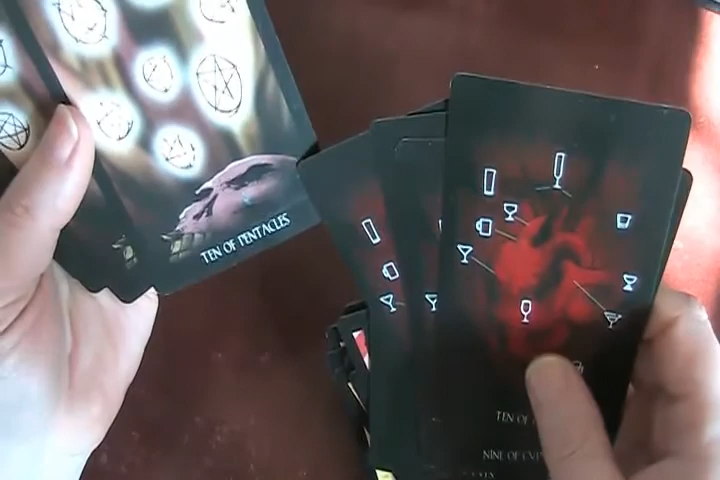 TEN OF PENTACLES
TEN OF
NINE OF CUPS